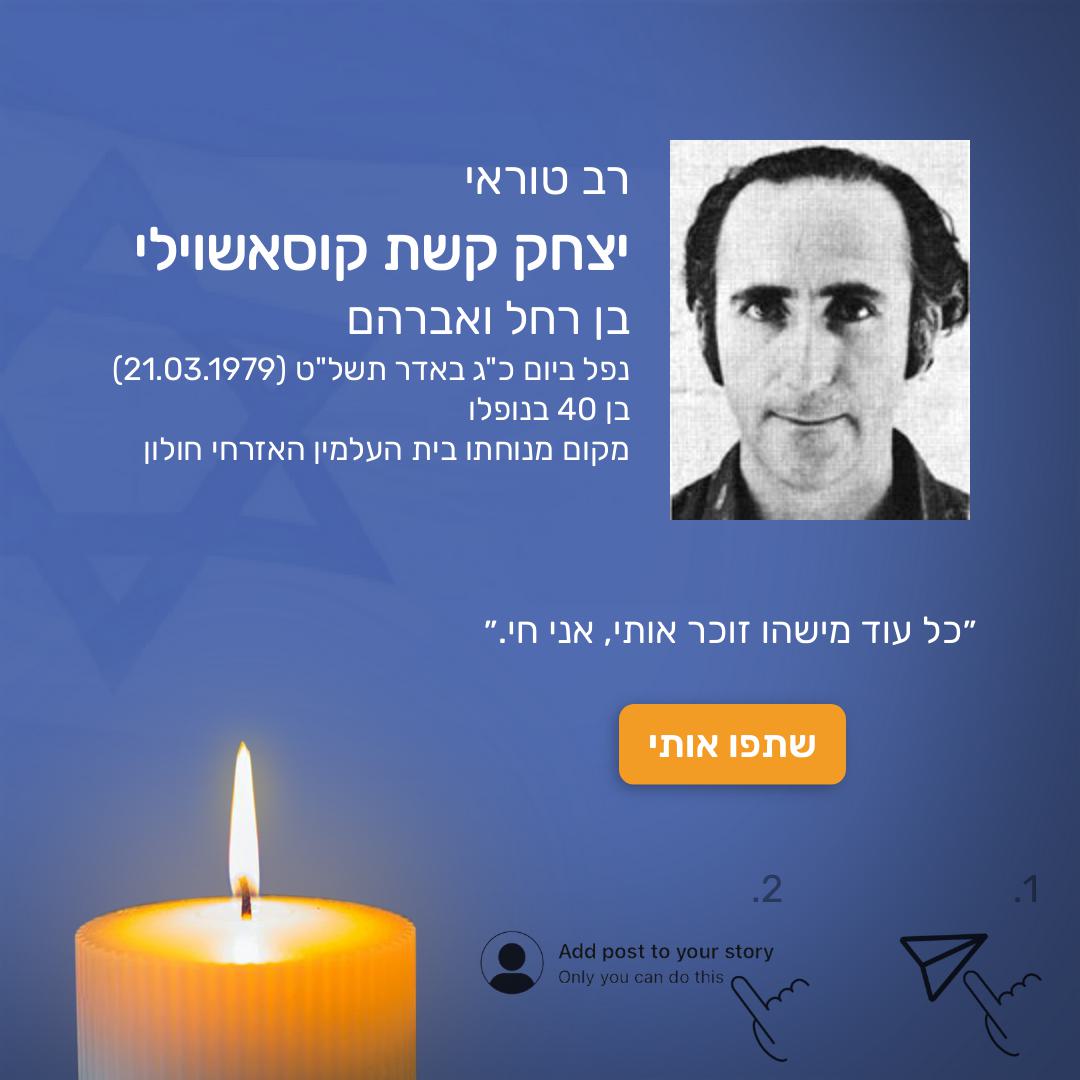 רב טוראי
יצחק קשת קוסאשוילי
בן רחל ואברהם
נפל ביום כ"ג באדר תשל"ט (21.03.1979)
בן 40 בנופלו
מקום מנוחתו בית העלמין האזרחי חולון
״כל עוד מישהו זוכר אותי, אני חי.״
שתפו אותי
.1
.2
Add post to your story
Only you can do this